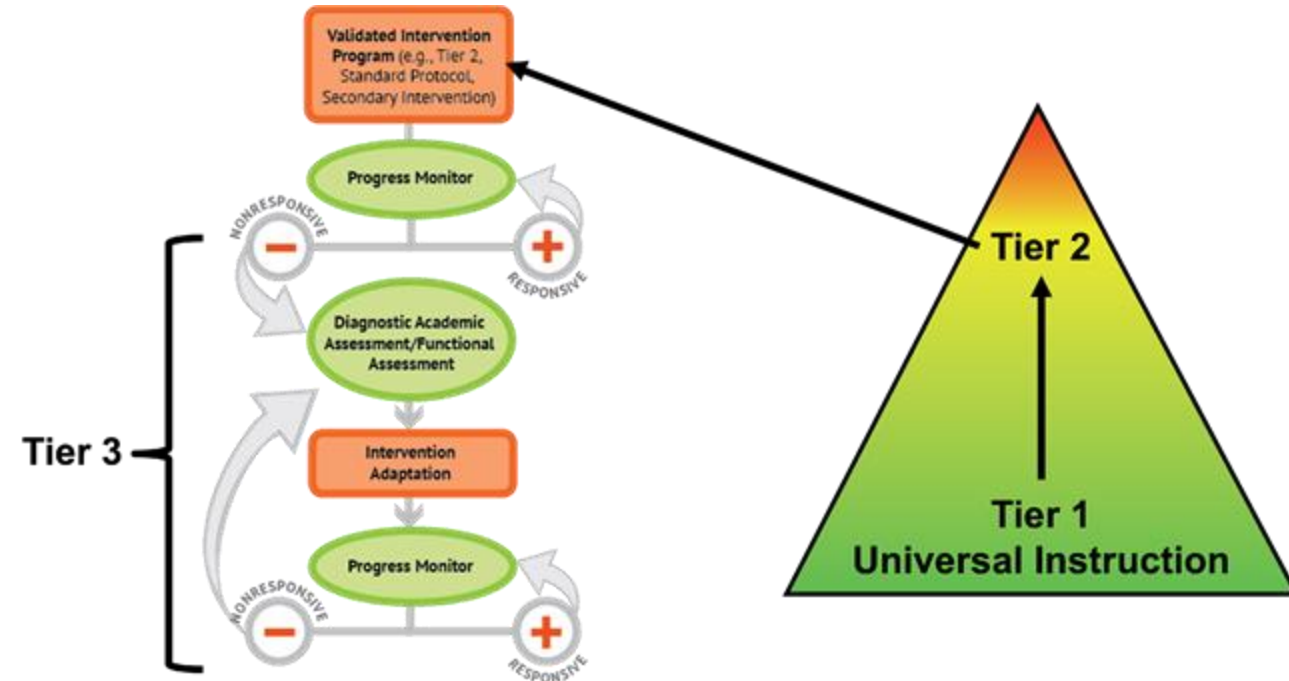 Validated Intervention
Program (e.g., Tier 2,
Standard Protocol,
Secondary Intervention)
Progress Monitor
NONRESPONSIVE
RESPONSIVE
Diagnostic Academic
Assessment/Functional
Assessment
Intervention
Adaptation
Progress Monitor
NONRESPONSIVE
RESPONSIVE
Tier 3
Tier 2
Tier 1
Universal Instruction